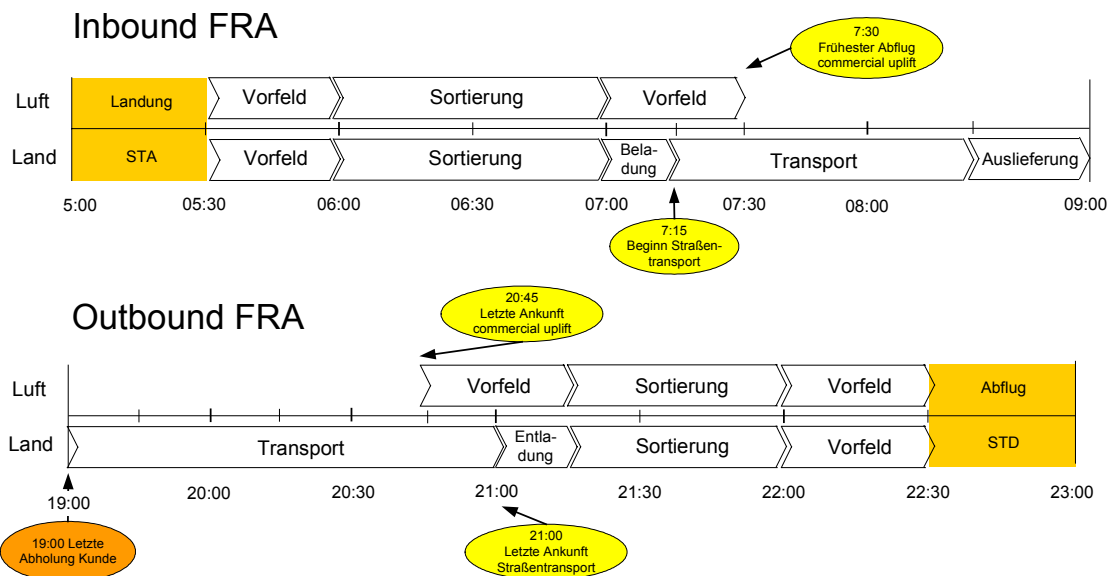 Inbound FRA
7:30
Frühester Abflug
commercial uplift
Luft
Landung
Vorfeld
Sortierung
Vorfeld
Land
STA
Vorfeld
Sortierung
Bela-
dung
Transport
Auslieferung
5:00 05:30 06:00 06:30 07:00 07:30 08:00 09:00
7:15
Beginn Straßen-
transport
Outbound FRA
20:45
Letzte Ankunft
commercial uplift
Luft
Vorfeld
Sortierung
Vorfeld
Abflug
Land
Transport
Entla-
dung
Sortierung
Vorfeld
STD
19:00 20:00 20:30 21:00 21:30 22:00 22:30 23:00
19:00 Letzte
Abholung Kunde
21:00
Letzte Ankunft
Straßentransport